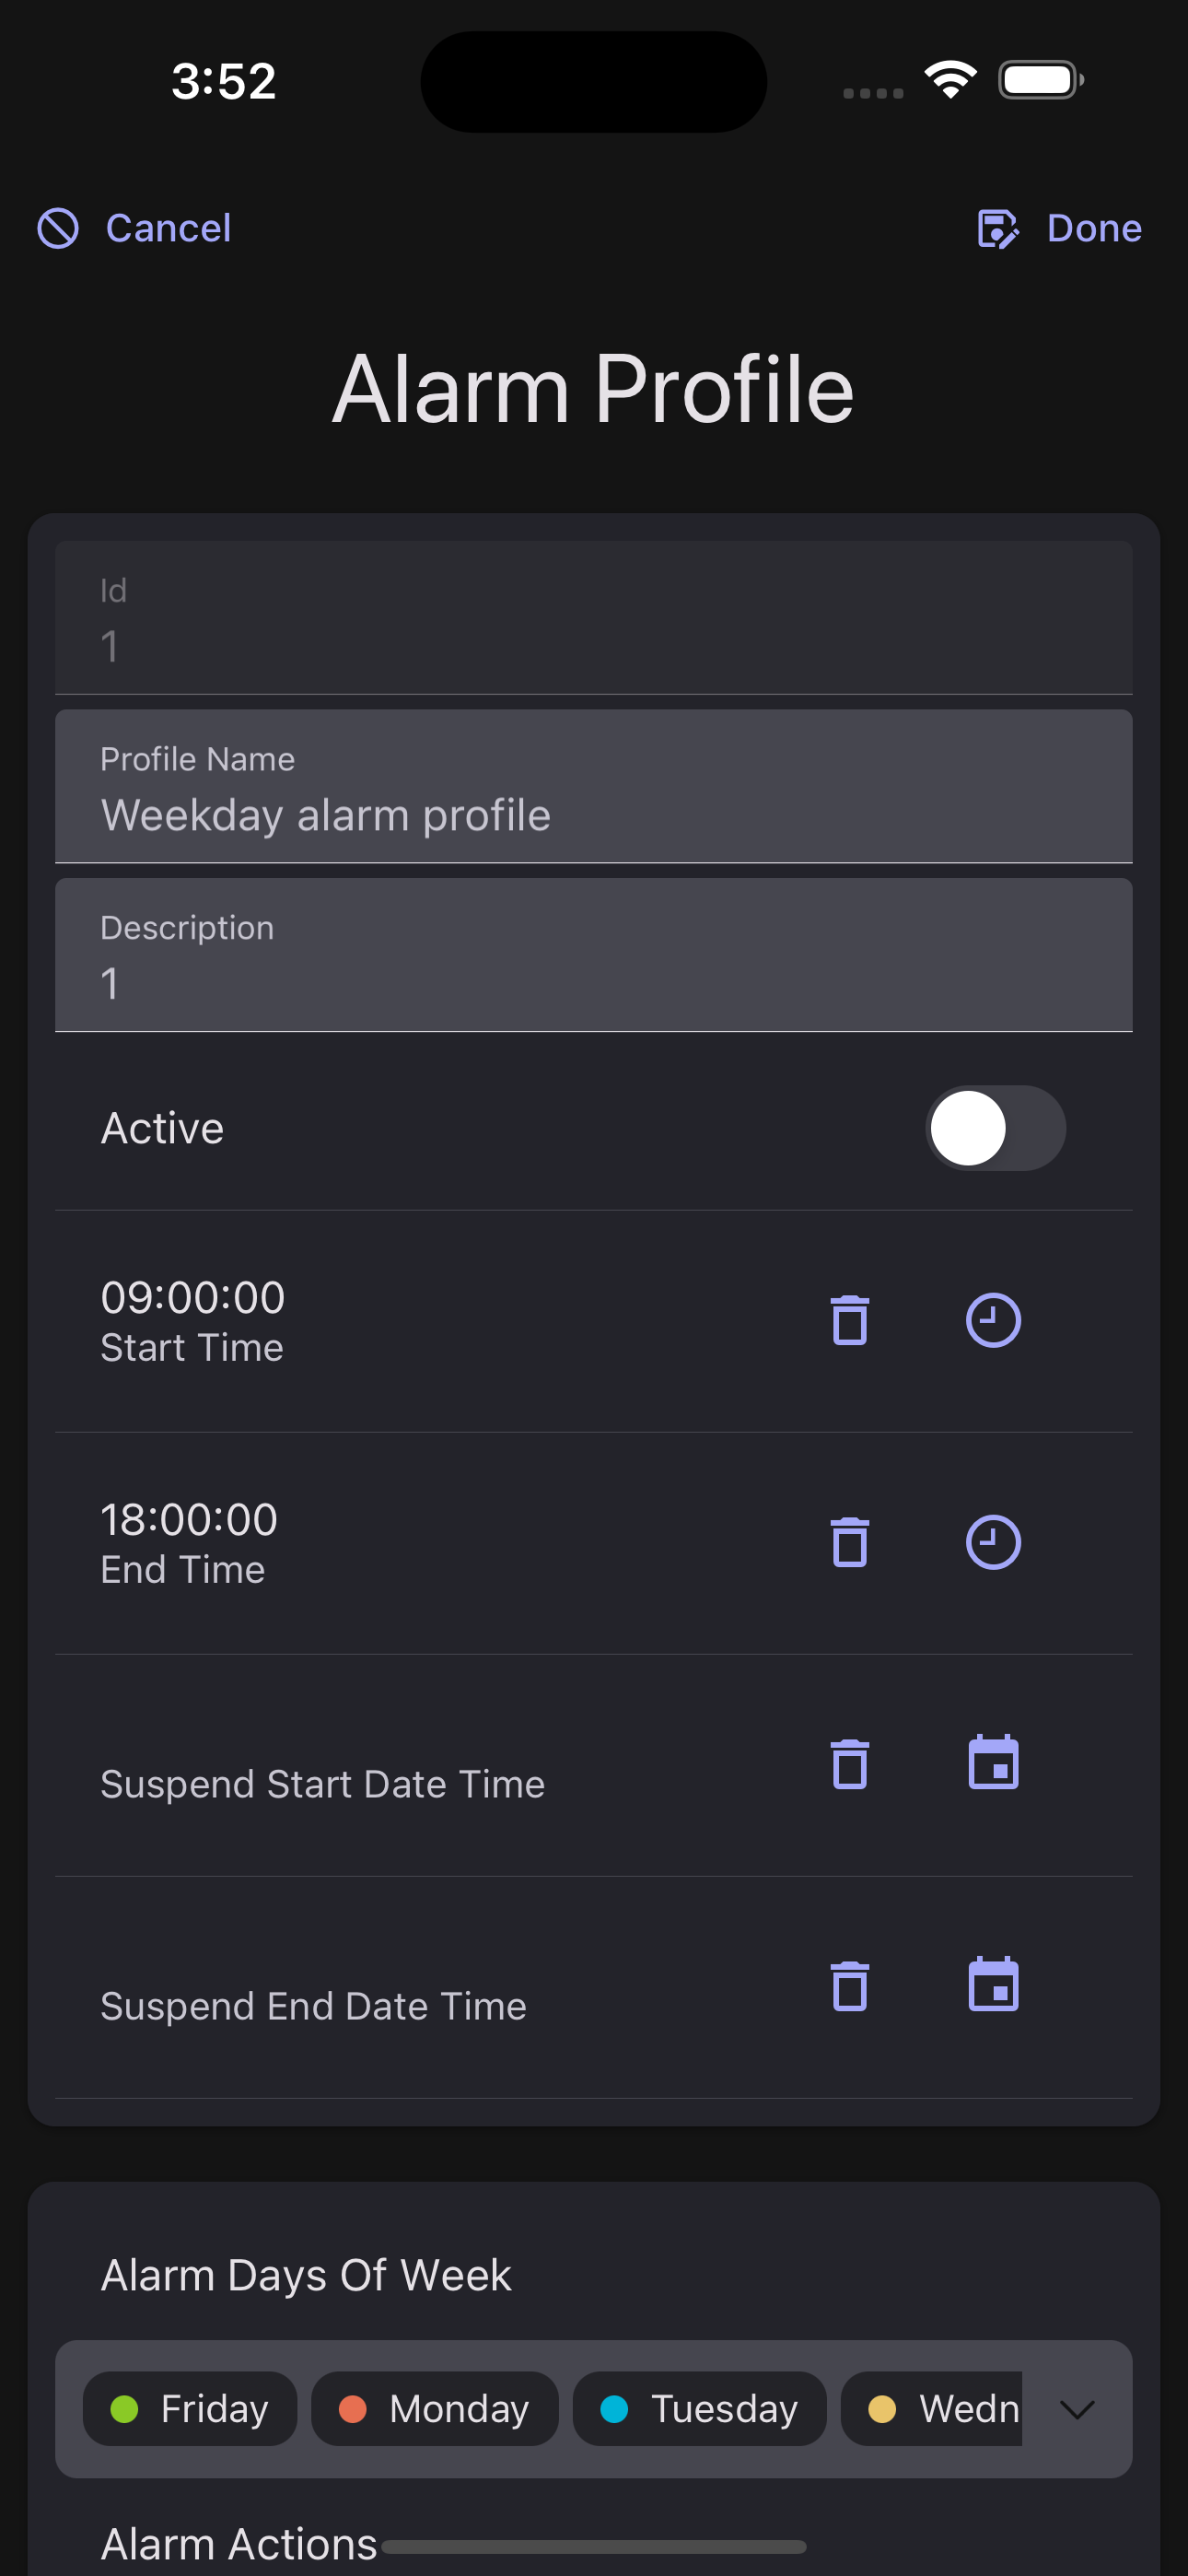 3:52
Cancel
Done
Alarm Profile
Id
1
Profile Name
Weekday alarm profile
Description
1
Active
09:00:00
Start Time
18:00:00
End Time
Suspend Start Date Time
Suspend End Date Time
Alarm Days Of Week
Friday Monday Tuesday Wedn
Alarm Actions